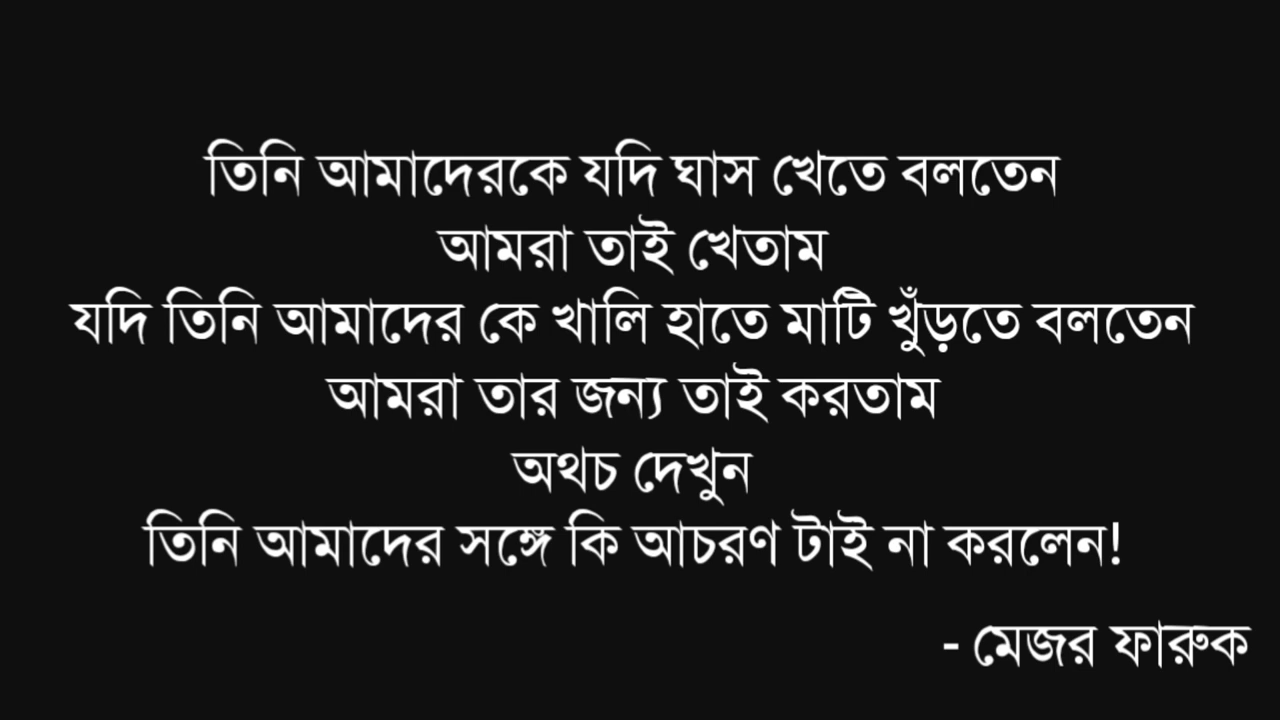 তিনি আমাদেরকে যদি ঘাস খেতে বলতেন
আমরা তাই খেতাম
যদি তিনি আমাদের কে খালি হাতে মাটি খুঁড়তে বলতেন
আমরা তার জন্য তাই করতাম
অথচ দেখুন
তিনি আমাদের সঙ্গে কি আচরণ টাই না করলেন!
- মেজর ফারুক